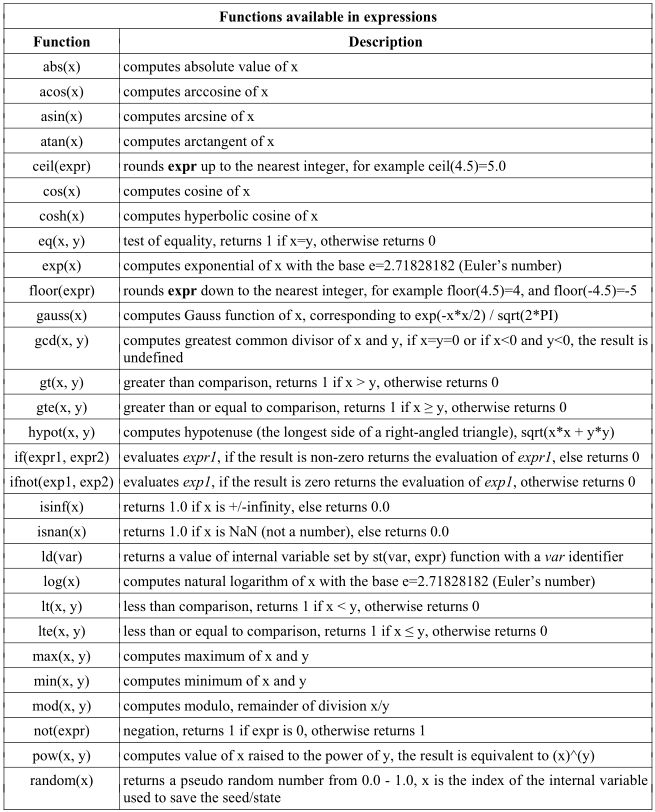 Functions available in expressions
Function Description
abs(x) computes absolute value of x
acos(x) computes arccosine of x
asin(x) computes arcsine of x
atan(x) computes arctangent of x
ceil(expr) rounds expr up to the nearest integer, for example ceil(4.5)=5.0
cos(x) computes cosine of x
cosh(x) computes hyperbolic cosine of x
eq(x, y) test of equality, returns 1 if x=y, otherwise returns 0
exp(x) computes exponential of x with the base e=2.71828182 (Euler’s number)
floor(expr) rounds expr down to the nearest integer, for example floor(4.5)=4, and floor(-4.5)=-5
gauss(x) computes Gauss function of x, corresponding to exp(-x*x/2) / sqrt(2*PI)
gcd(x, y) computes greatest common divisor of x and y, if x=y=0 or if x<0 and y<0, the result is
undefined
gt(x, y) greater than comparison, returns 1 if x > y, otherwise returns 0
gte(x, y) greater than or equal to comparison, returns 1 if x ≥ y, otherwise returns 0
hypot(x, y) computes hypotenuse (the longest side of a right-angled triangle), sqrt(x*x + y*y)
if(expr1, expr2) evaluates expr1, if the result is non-zero returns the evaluation of expr1, else returns 0
ifnot(exp1, exp2) evaluates exp1, if the result is zero returns the evaluation of exp1, otherwise returns 0
isinf(x) returns 1.0 if x is +/-infinity, else returns 0.0
isnan(x) returns 1.0 if x is NaN (not a number), else returns 0.0
ld(var) returns a value of internal variable set by st(var, expr) function with a var identifier
log(x) computes natural logarithm of x with the base e=2.71828182 (Euler’s number)
lt(x, y) less than comparison, returns 1 if x < y, otherwise returns 0
lte(x, y) less than or equal to comparison, returns 1 if x ≤ y, otherwise returns 0
max(x, y) computes maximum of x and y
min(x, y) computes minimum of x and y
mod(x, y) computes modulo, remainder of division x/y
not(expr) negation, returns 1 if expr is 0, otherwise returns 1
pow(x, y) computes value of x raised to the power of y, the result is equivalent to (x)^(y)
random(x) returns a pseudo random number from 0.0 - 1.0, x is the index of the internal variable
used to save the seed/state